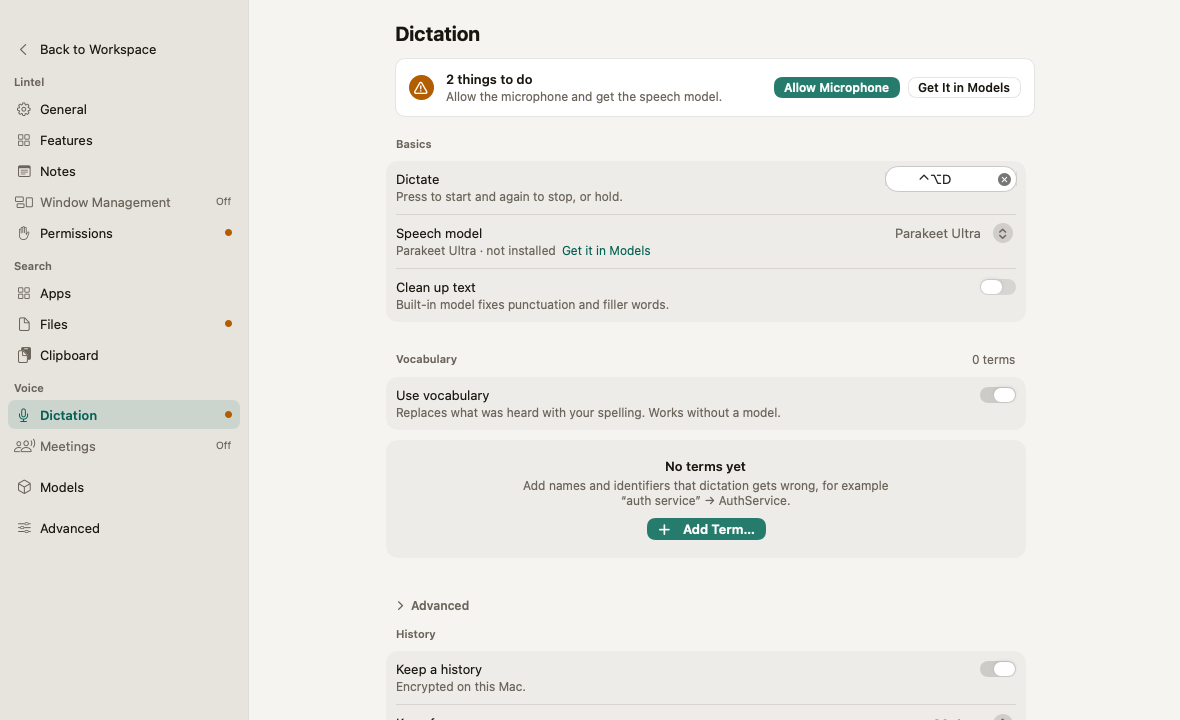 Back to Workspace
Lintel
General
Features
Notes
Window Management Off
Permissions
Search
Apps
Files
Clipboard
Voice
Dictation
Meetings Off
Models
Advanced
Dictation
2 things to do
Allow the microphone and get the speech model.
Allow Microphone
Get It in Models
Basics
Dictate
Press to start and again to stop, or hold.
⌃⌥D
Speech model
Parakeet Ultra · not installed Get it in Models
Parakeet Ultra
Clean up text
Built-in model fixes punctuation and filler words.
Vocabulary 0 terms
Use vocabulary
Replaces what was heard with your spelling. Works without a model.
No terms yet
Add names and identifiers that dictation gets wrong, for example
“auth service” → AuthService.
+ Add Term...
Advanced
History
Keep a history
Encrypted on this Mac.